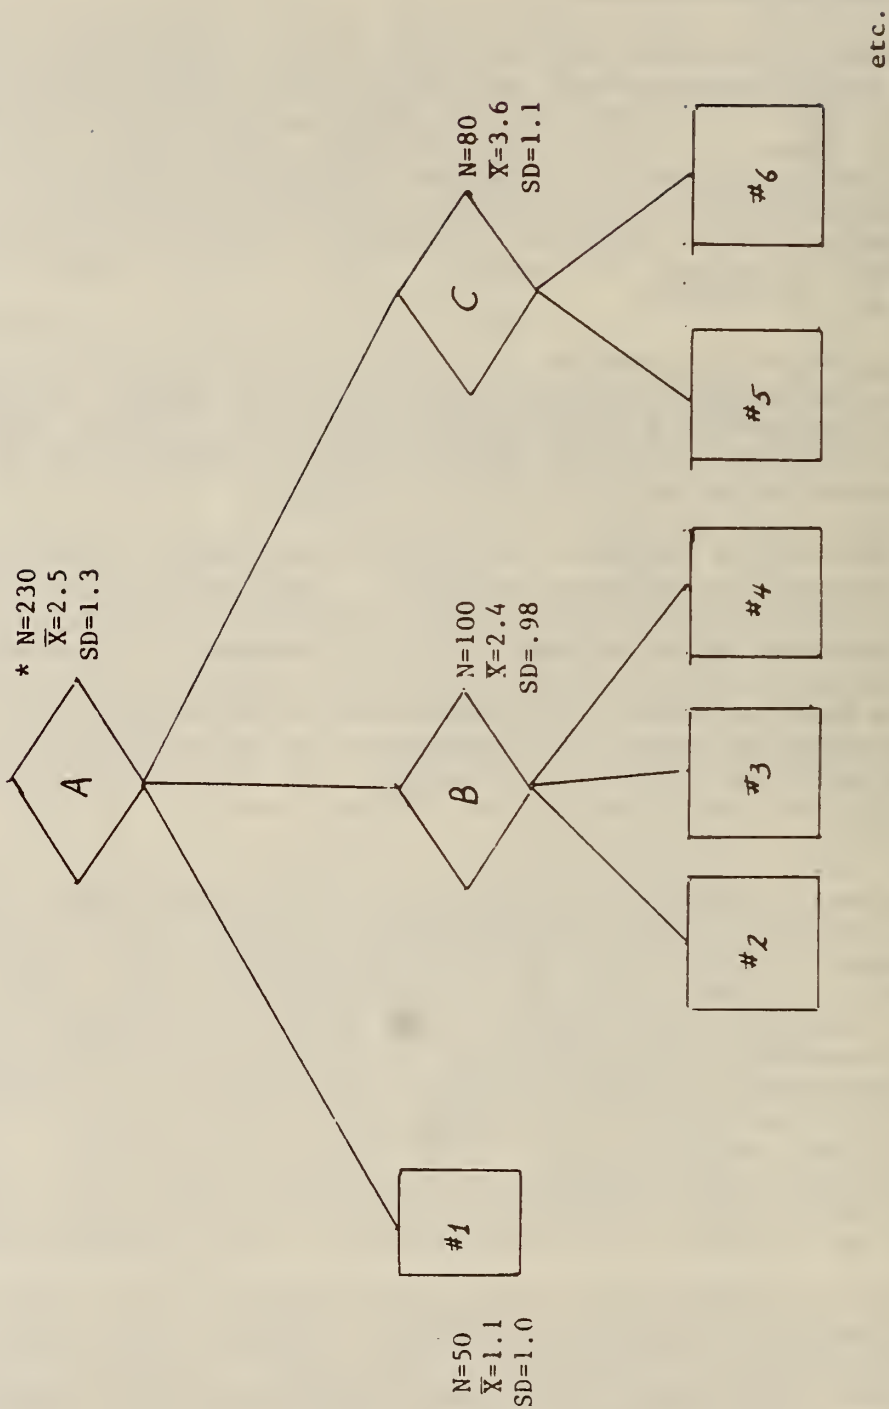 * N=230
X̄=2.5
SD=1.3
A
N=50
X̄=1.1
SD=1.0
#1
N=100
X̄=2.4
SD=.98
B
N=80
X̄=3.6
SD=1.1
C
#2
#3
#4
#5
#6
etc.